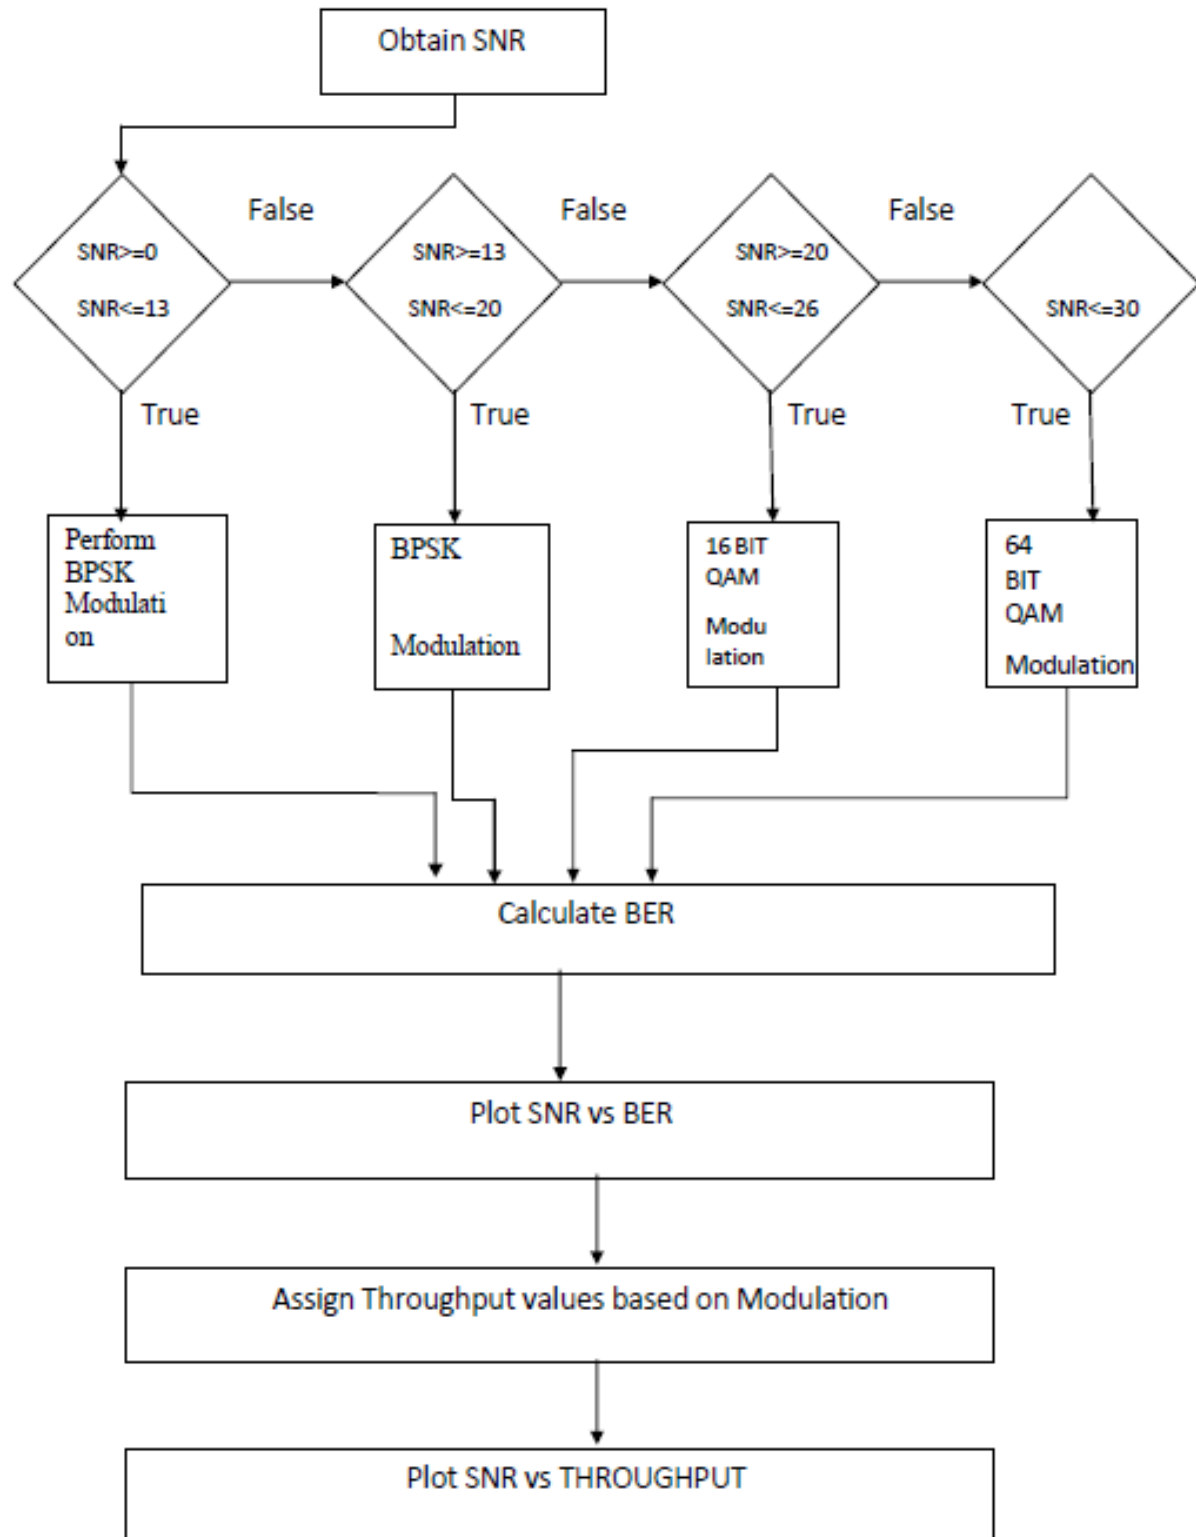 Obtain SNR
False
False
False
SNR>=0
SNR<=13
SNR>=13
SNR<=20
SNR>=20
SNR<=26
SNR<=30
True
True
True
True
Perform
BPSK
Modulati
on
BPSK
Modulation
16 BIT
QAM
Modu
lation
64
BIT
QAM
Modulation
Calculate BER
Plot SNR vs BER
Assign Throughput values based on Modulation
Plot SNR vs THROUGHPUT